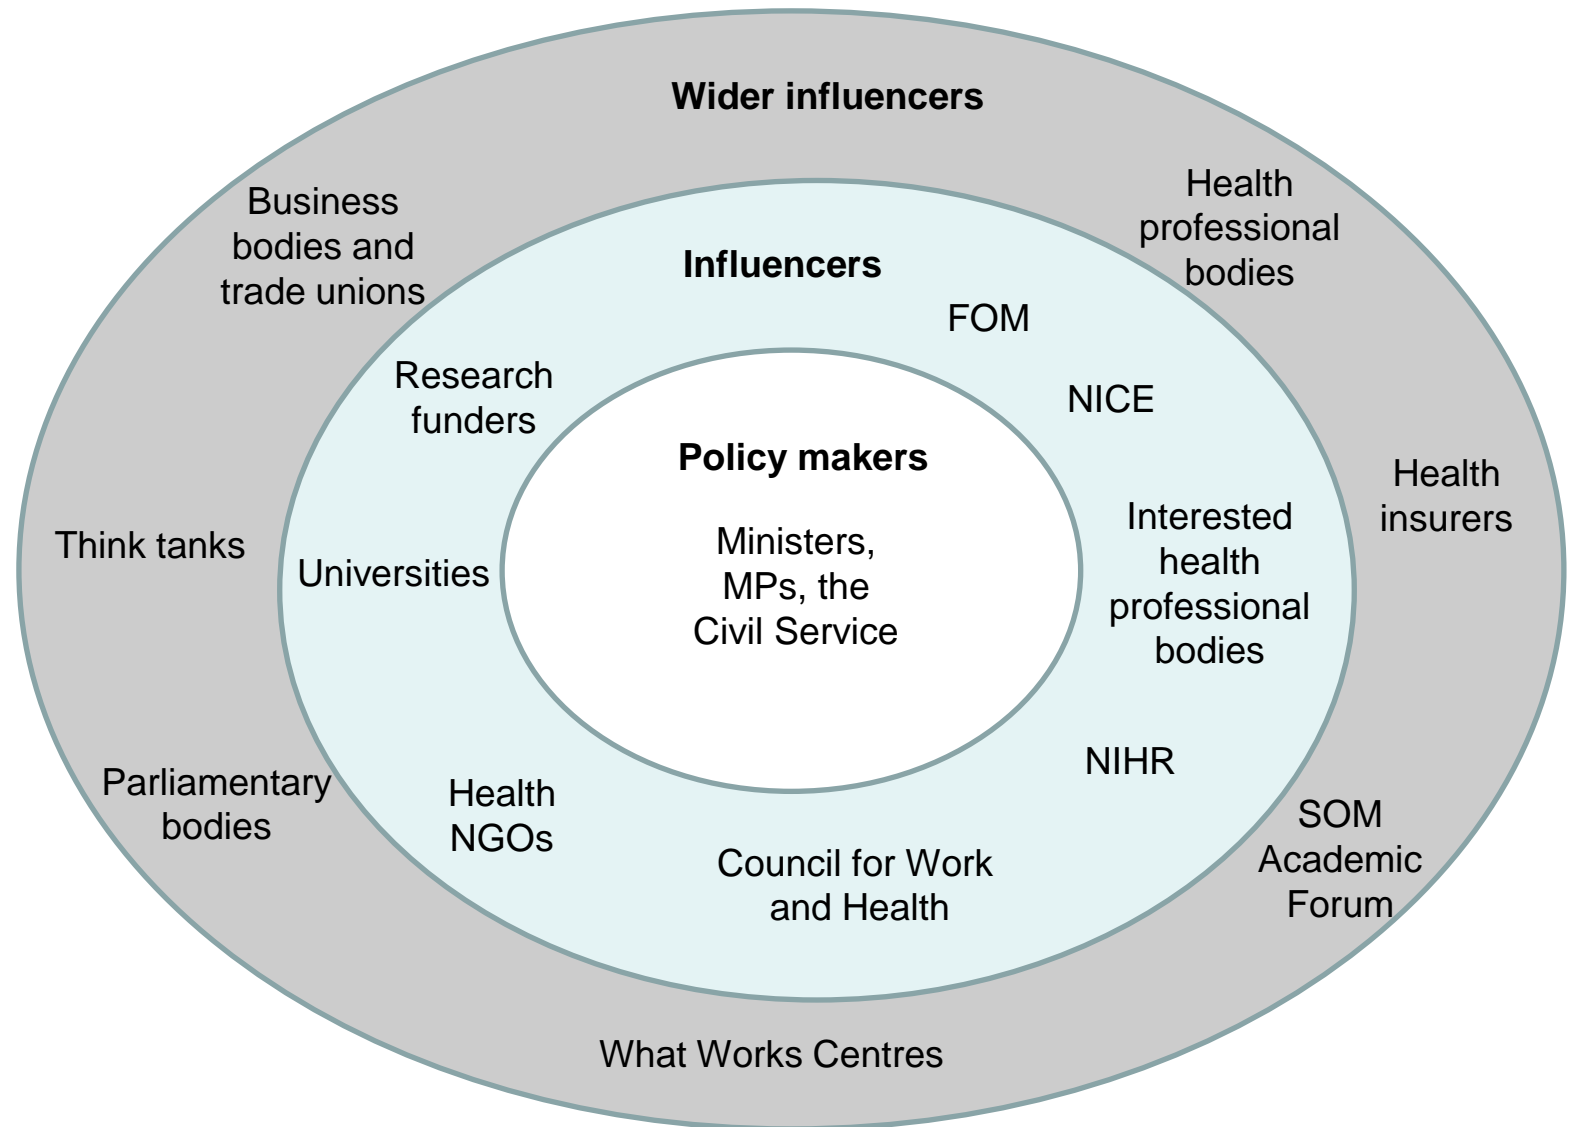 Wider influencers
Business
bodies and
trade unions
Health
professional
bodies
Influencers
FOM
Research
funders
NICE
Policy makers
Ministers,
MPs, the
Civil Service
Health
insurers
Think tanks
Universities
Interested
health
professional
bodies
Parliamentary
bodies
Health
NGOs
NIHR
Council for Work
and Health
SOM
Academic
Forum
What Works Centres